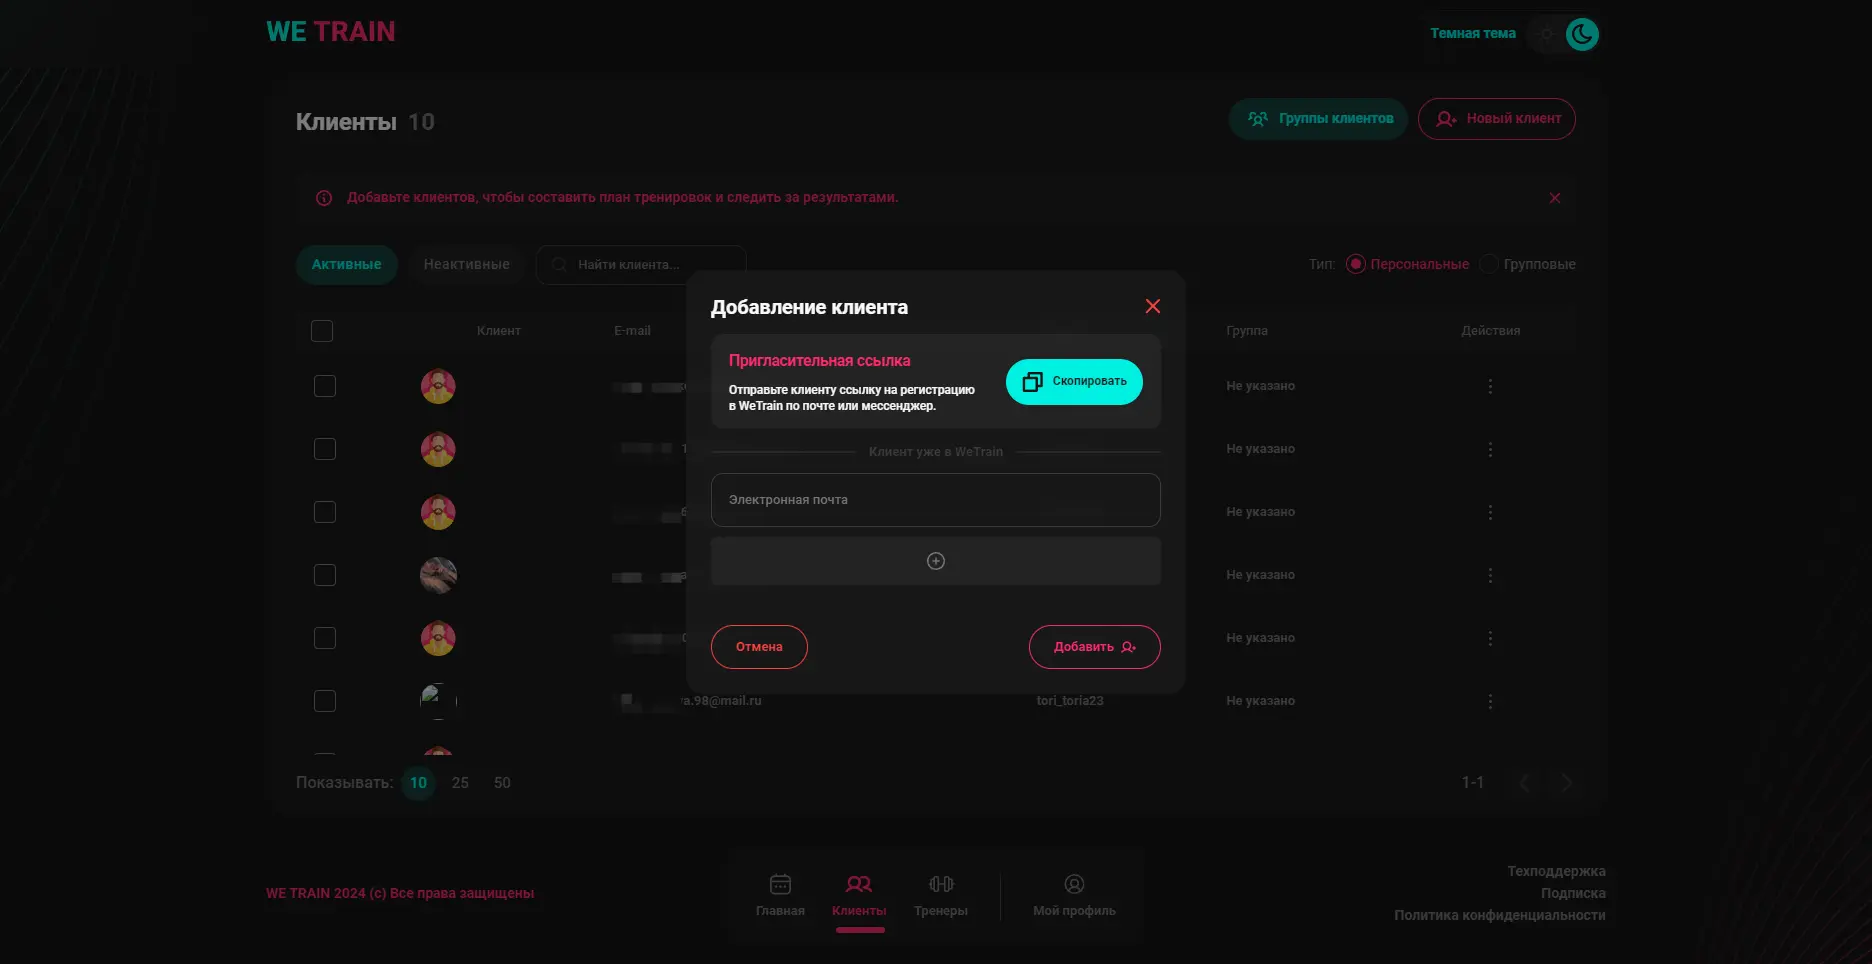 WE TRAIN
Темная тема
Клиенты 10
Группы клиентов
Новый клиент
Добавьте клиентов, чтобы составить план тренировок и следить за результатами.
Активные
Неактивные
Найти клиента...
Тип:
Персональные
Групповые
Клиент
E-mail
Группа
Действия
Не указано
Не указано
Не указано
Не указано
Не указано
a.98@mail.ru
tori_toria23
Не указано
Добавление клиента
Пригласительная ссылка
Отправьте клиенту ссылку на регистрацию
в WeTrain по почте или мессенджер.
Скопировать
Клиент уже в WeTrain
Электронная почта
Отмена
Добавить
Показывать: 10 25 50
1-1
WE TRAIN 2024 (c) Все права защищены
Главная
Клиенты
Тренеры
Мой профиль
Техподдержка
Подписка
Политика конфиденциальности